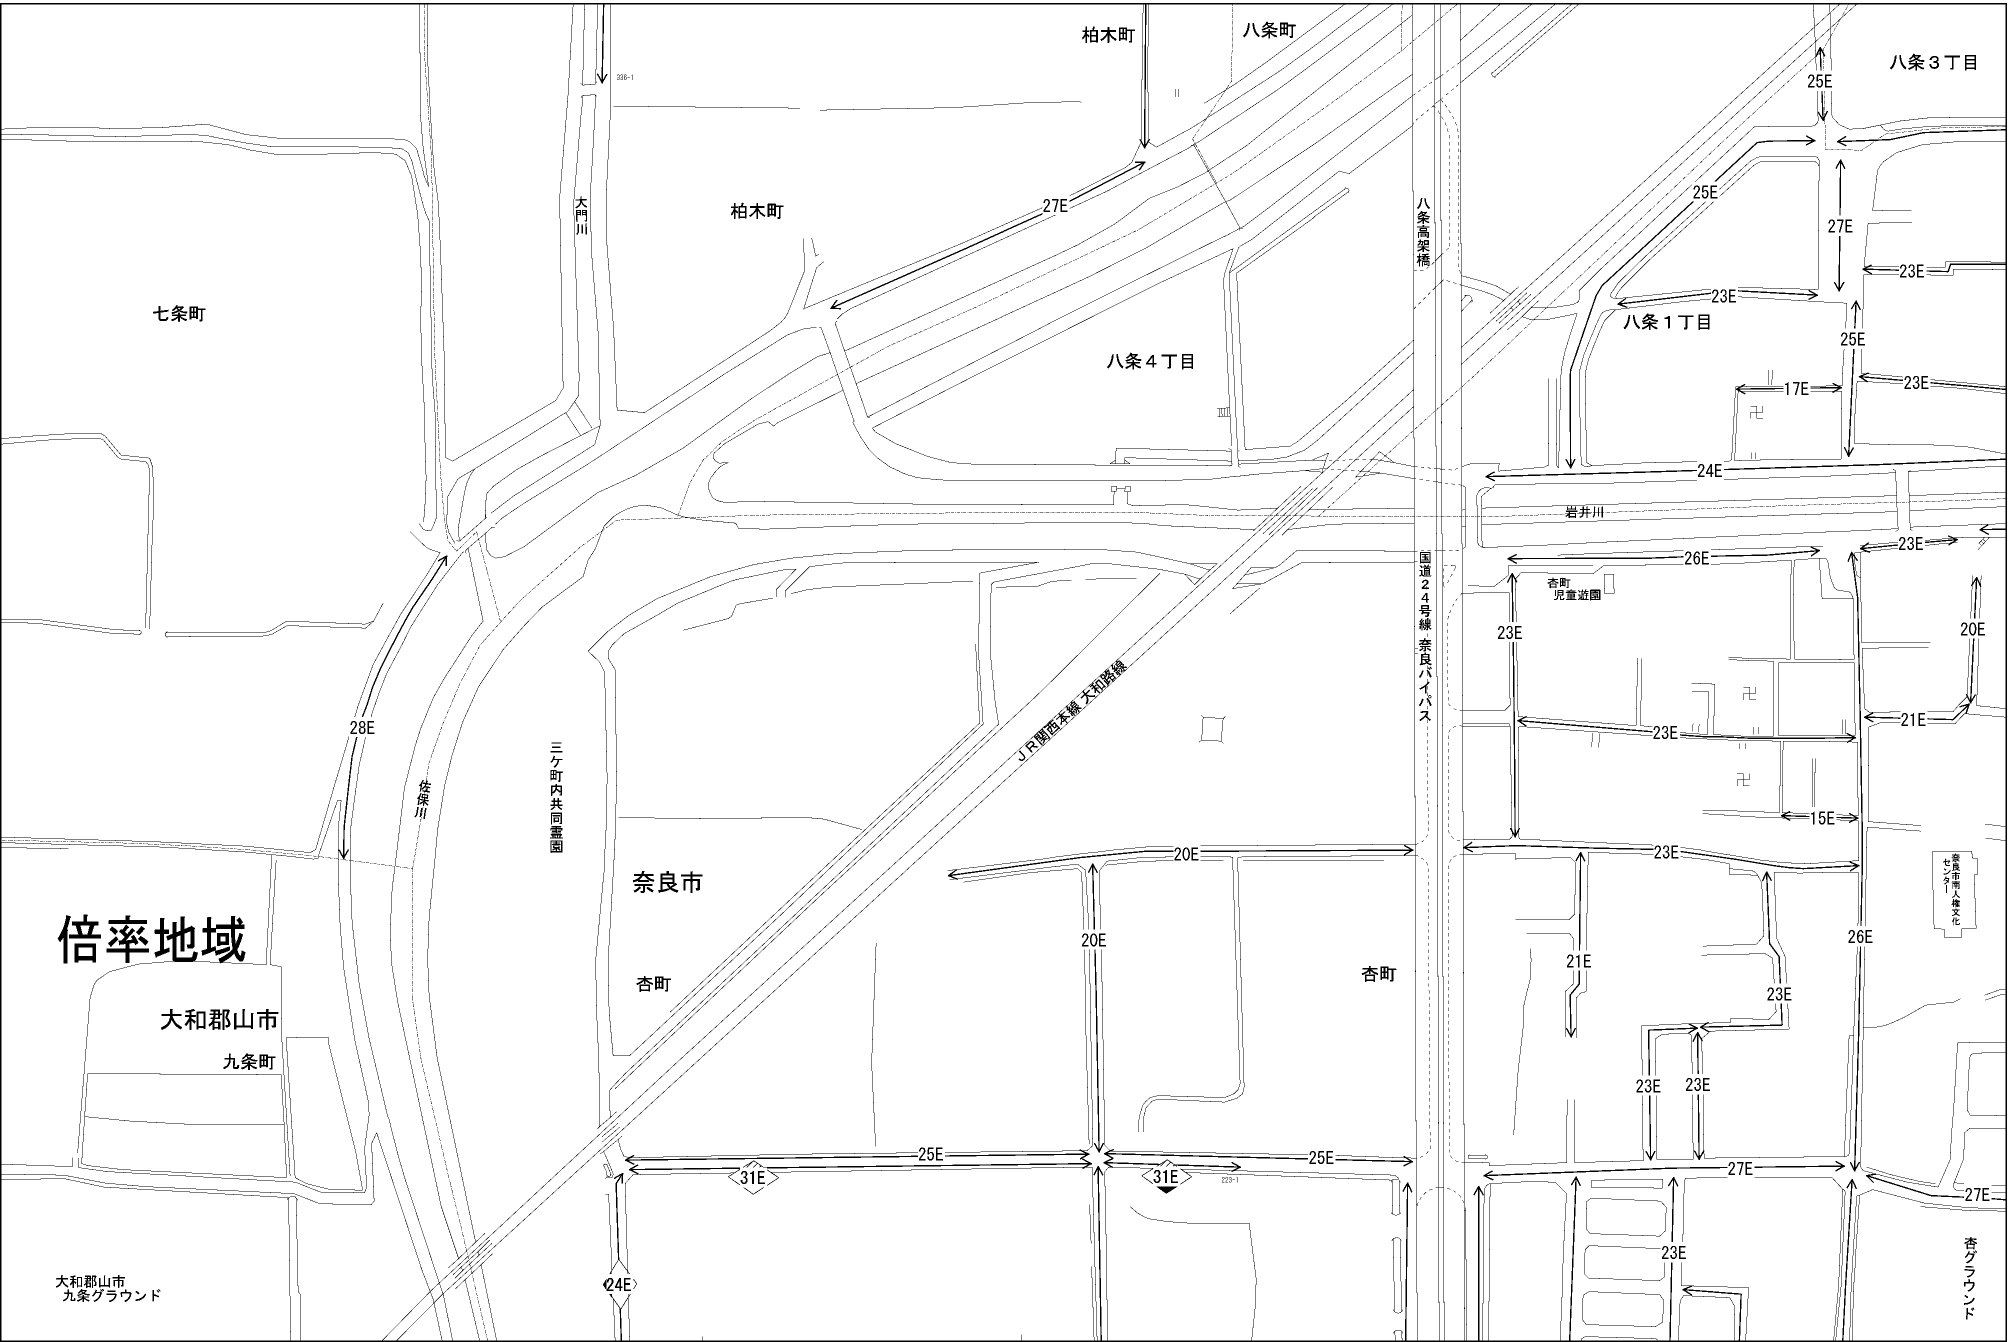 柏木町
八条町
八条３丁目
336-1
25E
大門川
柏木町
27E
八条高架橋
25E
27E
23E
七条町
23E
八条１丁目
25E
八条４丁目
17E
23E
24E
岩井川
26E
23E
国道２４号線 奈良バイパス
杏町
児童遊園
23E
20E
28E
ＪＲ関西本線 大和路線
21E
23E
三ケ町内共同霊園
佐保川
15E
20E
23E
奈良市
奈良市南人権文化
センター
倍率地域
20E
26E
21E
杏町
杏町
23E
大和郡山市
九条町
23E
23E
25E
25E
31E
31E
223-1
27E
27E
24E
23E
大和郡山市
九条グラウンド
杏グラウンド